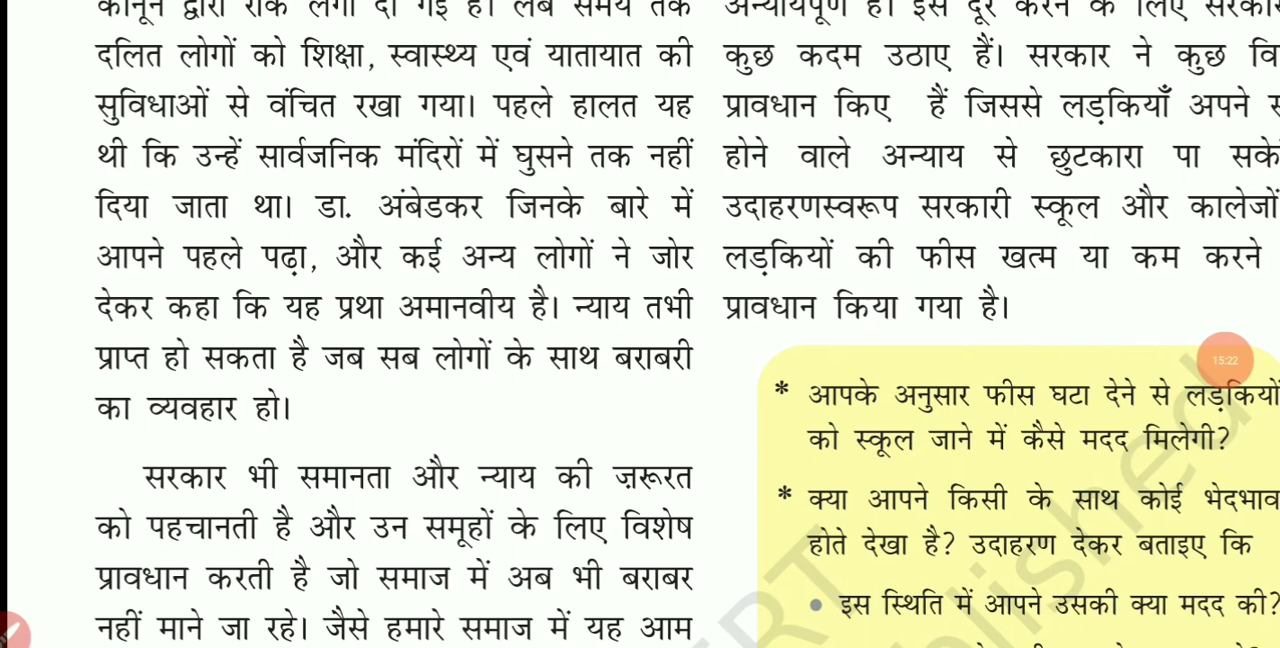 कानून द्वारा रोक लगा दी गई है। लंबे समय तक
दलित लोगों को शिक्षा, स्वास्थ्य एवं यातायात की
सुविधाओं से वंचित रखा गया। पहले हालत यह
थी कि उन्हें सार्वजनिक मंदिरों में घुसने तक नहीं
दिया जाता था। डा. अंबेडकर जिनके बारे में
आपने पहले पढ़ा, और कई अन्य लोगों ने जोर
देकर कहा कि यह प्रथा अमानवीय है। न्याय तभी
प्राप्त हो सकता है जब सब लोगों के साथ बराबरी
का व्यवहार हो।
सरकार भी समानता और न्याय की ज़रूरत
को पहचानती है और उन समूहों के लिए विशेष
प्रावधान करती है जो समाज में अब भी बराबर
नहीं माने जा रहे। जैसे हमारे समाज में यह आम
अन्यायपूर्ण है। इसे दूर करने के लिए सरकार
कुछ कदम उठाए हैं। सरकार ने कुछ वि
प्रावधान किए हैं जिससे लड़कियाँ अपने
होने वाले अन्याय से छुटकारा पा सके
उदाहरणस्वरूप सरकारी स्कूल और कालेजों
लड़कियों की फीस खत्म या कम करने
प्रावधान किया गया है।
15:22
* आपके अनुसार फीस घटा देने से लड़कियों
को स्कूल जाने में कैसे मदद मिलेगी?
* क्या आपने किसी के साथ कोई भेदभाव
होते देखा है? उदाहरण देकर बताइए कि
• इस स्थिति में आपने उसकी क्या मदद की?